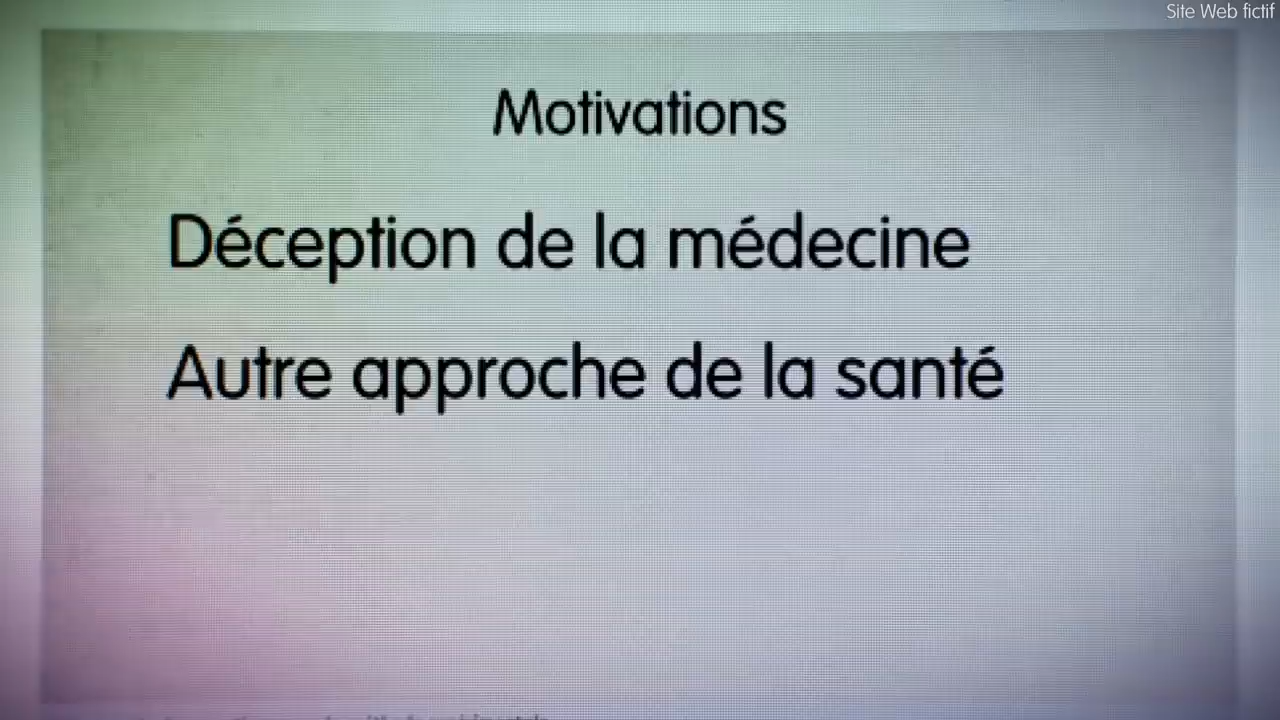 Site Web fictif
Motivations
Déception de la médecine
Autre approche de la santé